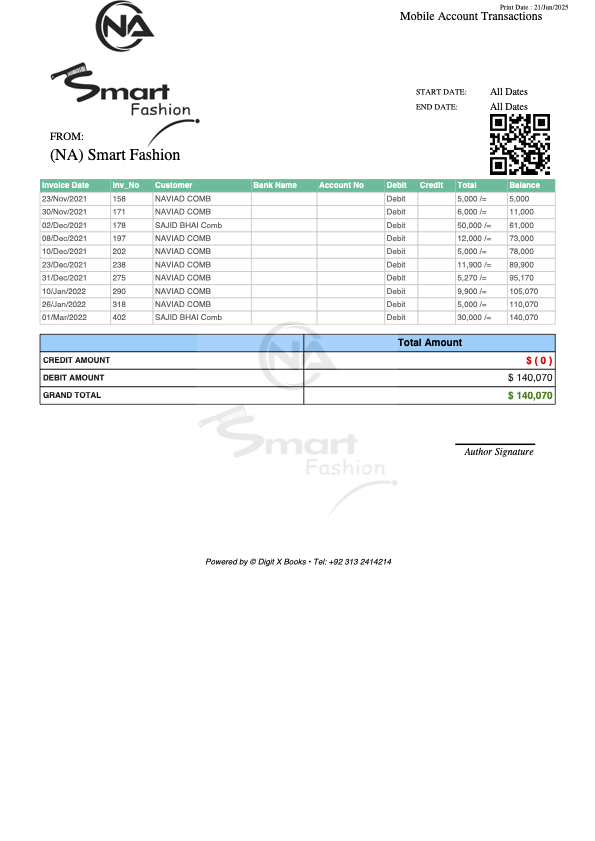 Print Date : 21/Jun/2025
Mobile Account Transactions
NA
Smart
Fashion
START DATE: All Dates
END DATE: All Dates
FROM:
(NA) Smart Fashion
Invoice Date Inv_No Customer Bank Name Account No Debit Credit Total Balance
23/Nov/2021 158 NAVIAD COMB Debit 5,000 /= 5,000
30/Nov/2021 171 NAVIAD COMB Debit 6,000 /= 11,000
02/Dec/2021 178 SAJID BHAI Comb Debit 50,000 /= 61,000
08/Dec/2021 197 NAVIAD COMB Debit 12,000 /= 73,000
10/Dec/2021 202 NAVIAD COMB Debit 5,000 /= 78,000
23/Dec/2021 238 NAVIAD COMB Debit 11,900 /= 89,900
31/Dec/2021 275 NAVIAD COMB Debit 5,270 /= 95,170
10/Jan/2022 290 NAVIAD COMB Debit 9,900 /= 105,070
26/Jan/2022 318 NAVIAD COMB Debit 5,000 /= 110,070
01/Mar/2022 402 SAJID BHAI Comb Debit 30,000 /= 140,070
Total Amount
CREDIT AMOUNT $ ( 0 )
DEBIT AMOUNT $ 140,070
GRAND TOTAL $ 140,070
NA
Smart
Fashion
Author Signature
Powered by © Digit X Books • Tel: +92 313 2414214